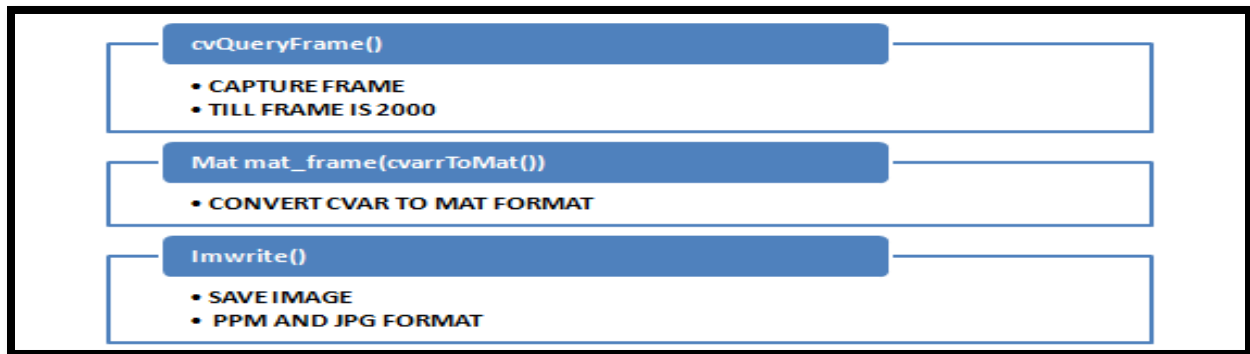 cvQueryFrame()
• CAPTURE FRAME
• TILL FRAME IS 2000
Mat mat_frame(cvarrToMat())
• CONVERT CVAR TO MAT FORMAT
Imwrite()
• SAVE IMAGE
• PPM AND JPG FORMAT